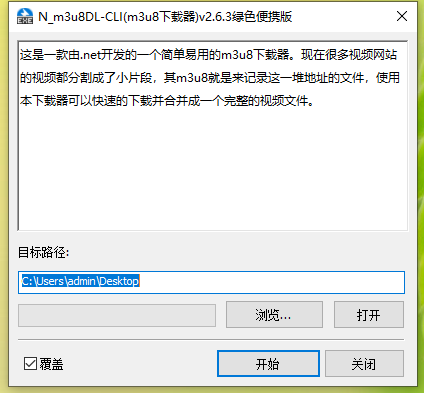 N_m3u8DL-CLI(m3u8下载器)v2.6.3绿色便携版
这是一款由.net开发的一个简单易用的m3u8下载器。现在很多视频网站
的视频都分割成了小片段，其m3u8就是来记录这一堆地址的文件，使用
本下载器可以快速的下载并合并成一个完整的视频文件。
目标路径:
C:\Users\admin\Desktop
浏览... 打开
覆盖 开始 关闭